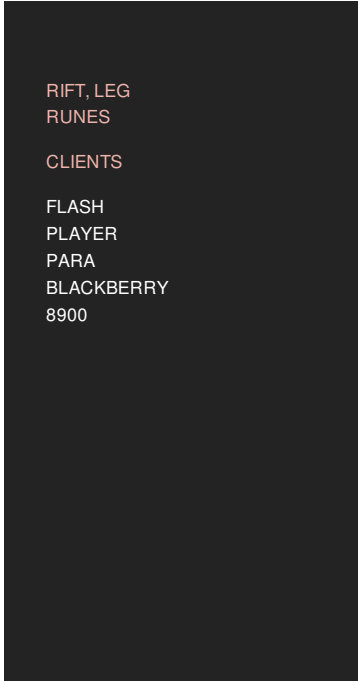 RIFT, LEG
RUNES
CLIENTS
FLASH
PLAYER
PARA
BLACKBERRY
8900